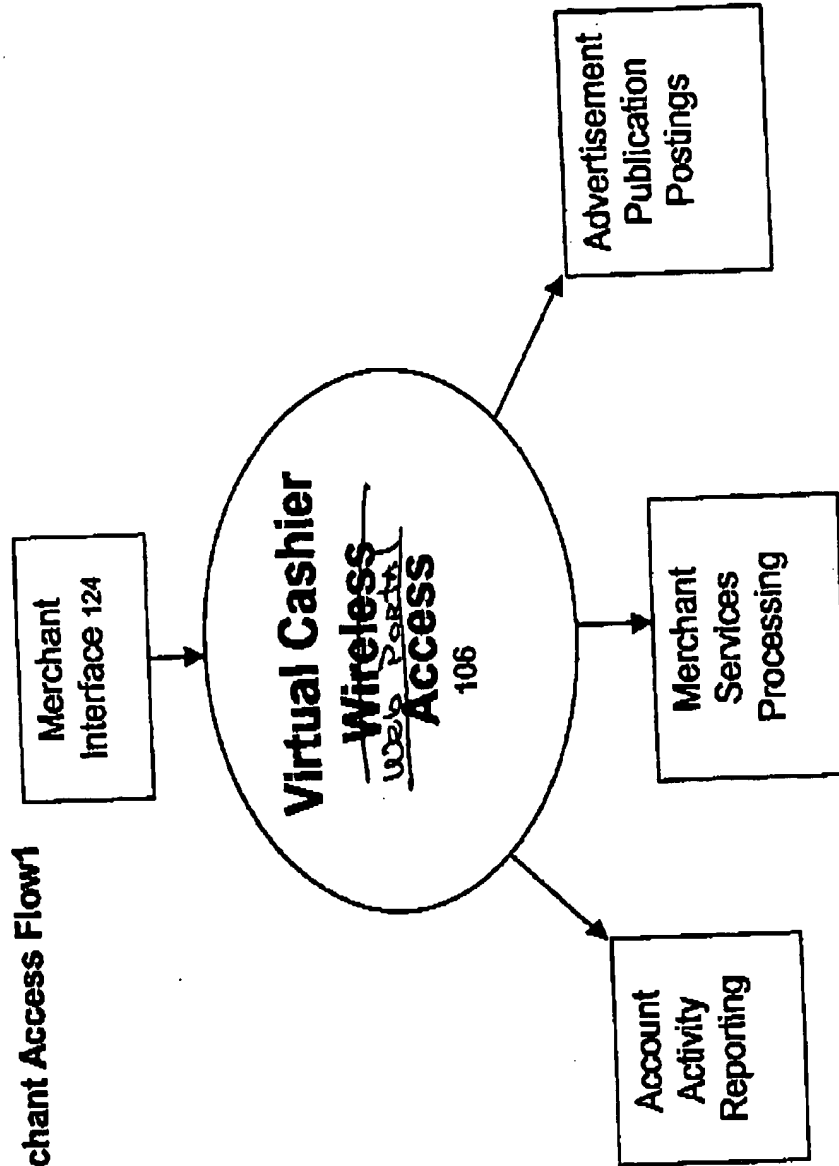 chant Access Flow1
Merchant
Interface 124
Virtual Cashier
Wireless
Web Portal
Access
106
Account
Activity
Reporting
Merchant
Services
Processing
Advertisement
Publication
Postings